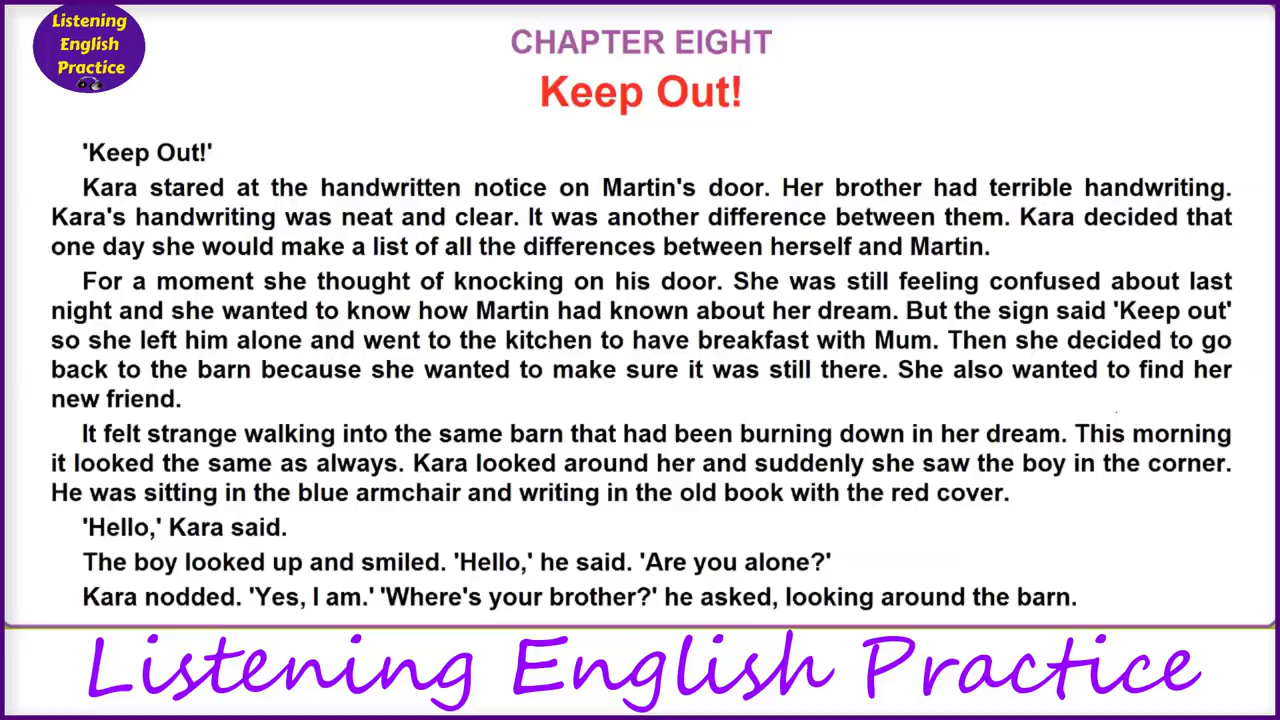 Listening
English
Practice
CHAPTER EIGHT
Keep Out!
'Keep Out!'
Kara stared at the handwritten notice on Martin's door. Her brother had terrible handwriting.
Kara's handwriting was neat and clear. It was another difference between them. Kara decided that
one day she would make a list of all the differences between herself and Martin.
For a moment she thought of knocking on his door. She was still feeling confused about last
night and she wanted to know how Martin had known about her dream. But the sign said 'Keep out'
so she left him alone and went to the kitchen to have breakfast with Mum. Then she decided to go
back to the barn because she wanted to make sure it was still there. She also wanted to find her
new friend.
It felt strange walking into the same barn that had been burning down in her dream. This morning
it looked the same as always. Kara looked around her and suddenly she saw the boy in the corner.
He was sitting in the blue armchair and writing in the old book with the red cover.
'Hello,' Kara said.
The boy looked up and smiled. 'Hello,' he said. 'Are you alone?'
Kara nodded. 'Yes, I am.' 'Where's your brother?' he asked, looking around the barn.
Listening English Practice